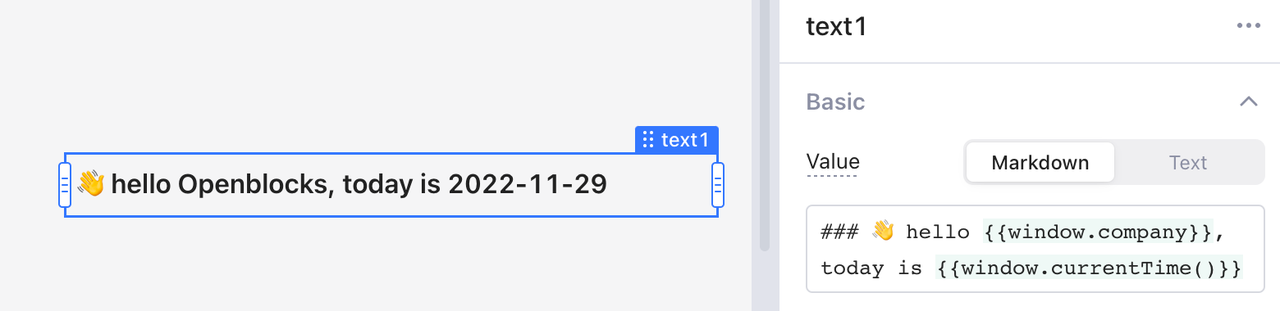 text1
👋 hello Openblocks, today is 2022-11-29
text1
Basic
Value
Markdown
Text
### 👋 hello {{window.company}},
today is {{window.currentTime()}}